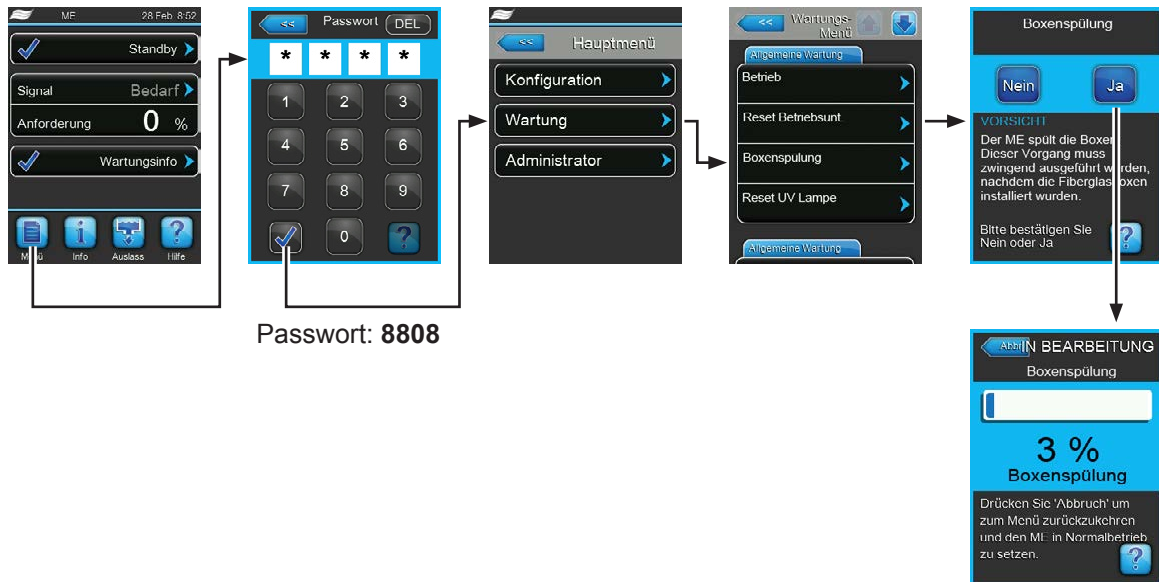 ME 28 Feb 8:52
Standby
Signal Bedarf
Anforderung 0 %
Wartungsinfo
Menü Info Auslass Hilfe
<< Passwort DEL
* * * *
1 2 3
4 5 6
7 8 9
0 ?
Passwort: 8808
<< Hauptmenü
Konfiguration
Wartung
Administrator
<< Wartungs-
Menü
Allgemeine Wartung
Betrieb
Reset Betriebsunt
Boxenspulung
Reset UV Lampe
Allgemeine Wartung
Boxenspülung
Nein Ja
VORSICHT
Der ME spült die Boxen
Dieser Vorgang muss
zwingend ausgeführt werden,
nachdem die Fiberglasboxen
installiert wurden.
Bitte bestätigen Sie
Nein oder Ja
?
IN BEARBEITUNG
Boxenspülung
3 %
Boxenspülung
Drücken Sie 'Abbruch' um
zum Menü zurückzukehren
und den ME in Normalbetrieb
zu setzen.
?